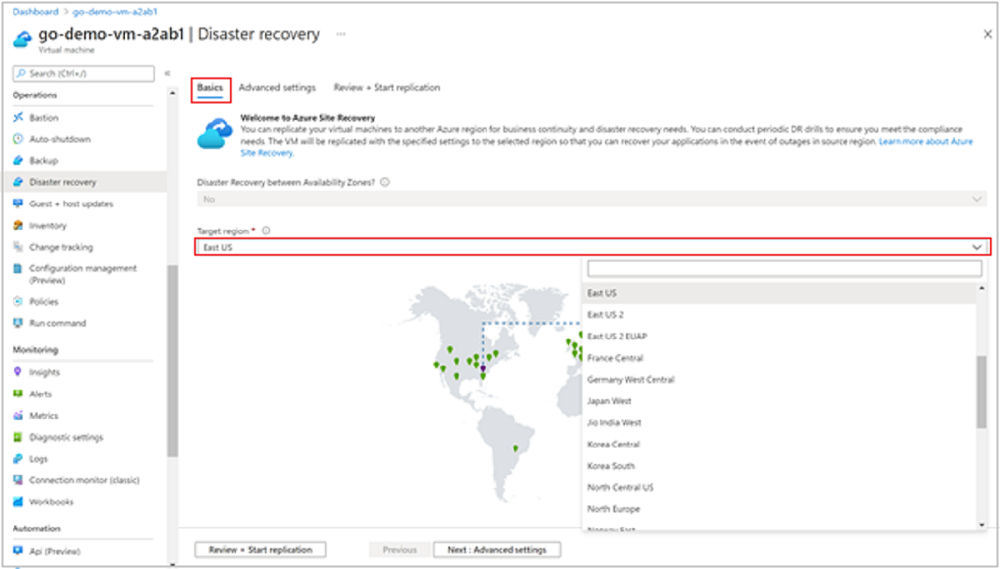 Dashboard > go-demo-vm-a2ab1
go-demo-vm-a2ab1 | Disaster recovery ...
Virtual machine
Search (Ctrl+/)
Operations
Bastion
Auto-shutdown
Backup
Disaster recovery
Guest + host updates
Inventory
Change tracking
Configuration management
(Preview)
Policies
Run command
Monitoring
Insights
Alerts
Metrics
Diagnostic settings
Logs
Connection monitor (classic)
Workbooks
Automation
Api (Preview)
Basics Advanced settings Review + Start replication
Welcome to Azure Site Recovery
You can replicate your virtual machines to another Azure region for business continuity and disaster recovery needs. You can conduct periodic DR drills to ensure you meet the compliance
needs. The VM will be replicated with the specified settings to the selected region so that you can recover your applications in the event of outages in source region. Learn more about Azure
Site Recovery.
Disaster Recovery between Availability Zones?
No
Target region *
East US
East US
East US 2
East US 2 EUAP
France Central
Germany West Central
Japan West
Jio India West
Korea Central
Korea South
North Central US
North Europe
Norway East
Review + Start replication Previous Next : Advanced settings